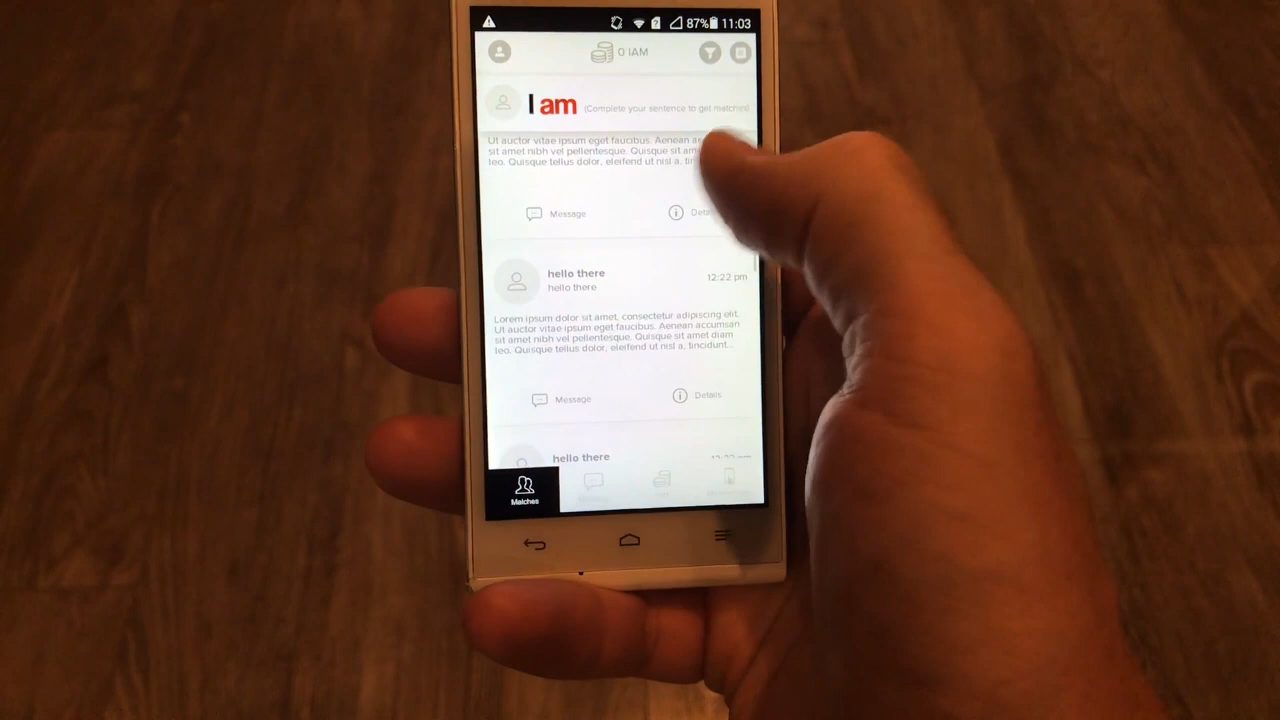 87% 11:03
0 IAM
I am (Complete your sentence to get matches)
Ut auctor vitae ipsum eget faucibus. Aenean
sit amet nibh vel pellentesque. Quisque sit
leo. Quisque tellus dolor, eleifend ut nisl a,
Message
hello there 12:22 pm
hello there
Lorem ipsum dolor sit amet, consectetur adipiscing elit.
Ut auctor vitae ipsum eget faucibus. Aenean accumsan
sit amet nibh vel pellentesque. Quisque sit amet diam
leo. Quisque tellus dolor, eleifend ut nisl a, tincidunt...
Message Details
hello there
Matches